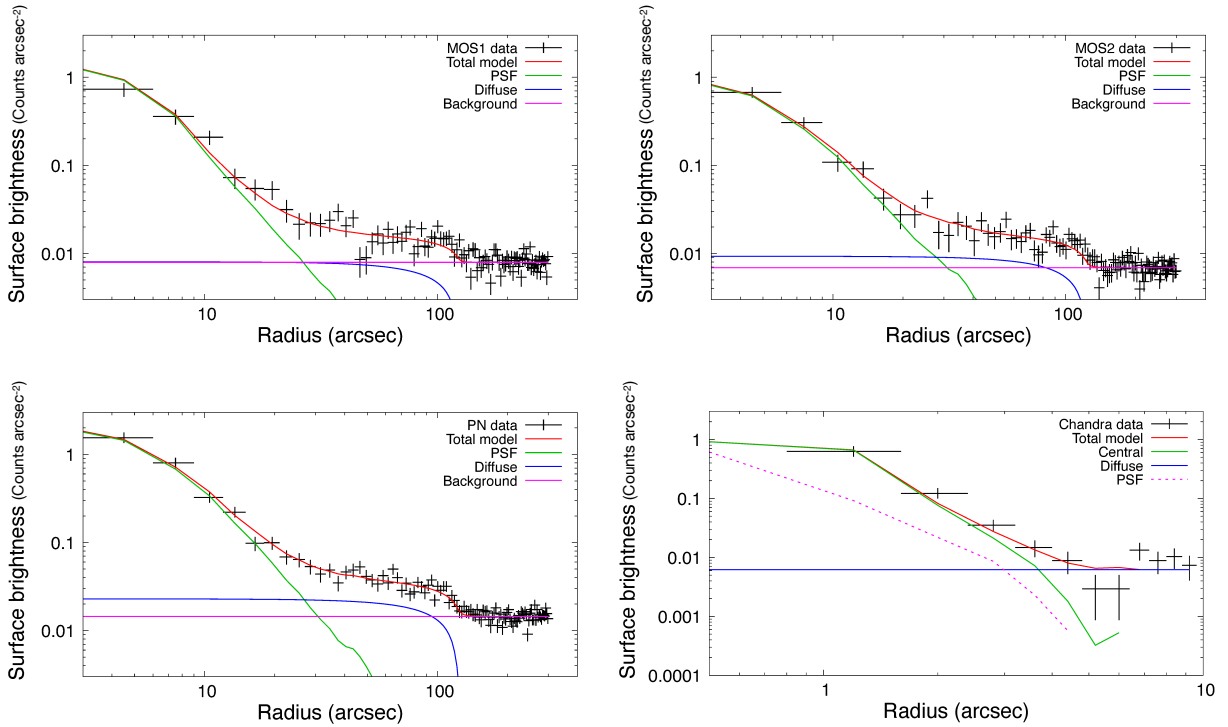 Surface brightness (Counts arcsec⁻²)
1
0.1
0.01
10
100
Radius (arcsec)
MOS1 data
Total model
PSF
Diffuse
Background
Surface brightness (Counts arcsec⁻²)
1
0.1
0.01
10
100
Radius (arcsec)
MOS2 data
Total model
PSF
Diffuse
Background
Surface brightness (Counts arcsec⁻²)
1
0.1
0.01
10
100
Radius (arcsec)
PN data
Total model
PSF
Diffuse
Background
Surface brightness (Counts arcsec⁻²)
1
0.1
0.01
0.001
0.0001
1
10
Radius (arcsec)
Chandra data
Total model
Central
Diffuse
PSF